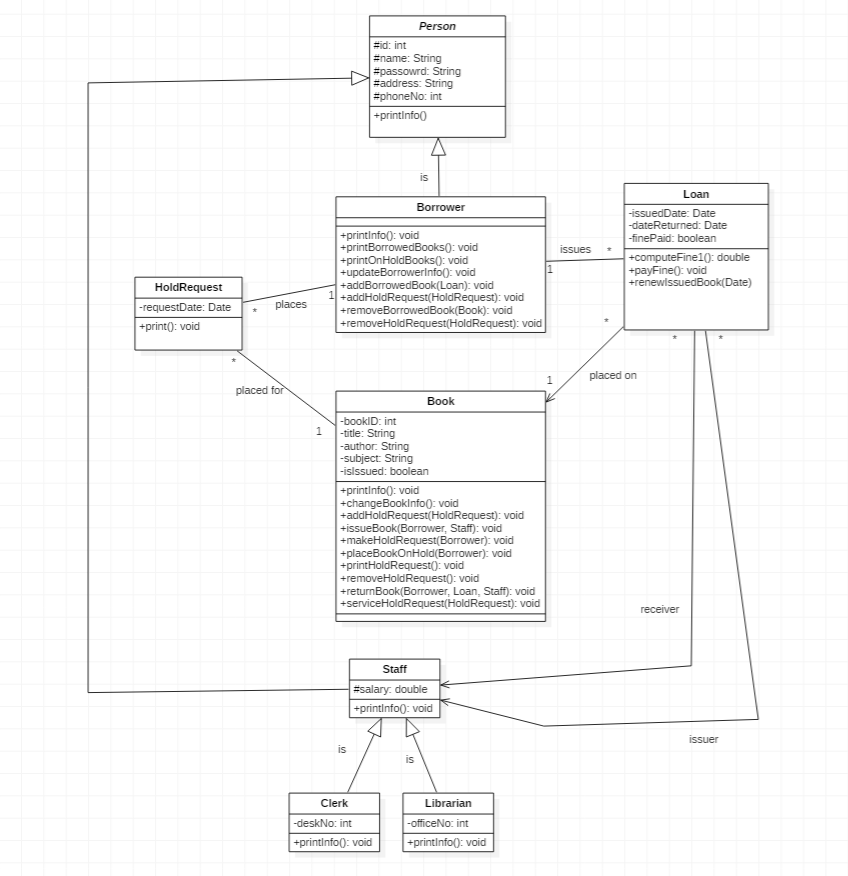 Person
#id: int
#name: String
#passowrd: String
#address: String
#phoneNo: int
+printInfo()
is
Borrower
+printInfo(): void
+printBorrowedBooks(): void
+printOnHoldBooks(): void
+updateBorrowerInfo(): void
+addBorrowedBook(Loan): void
+addHoldRequest(HoldRequest): void
+removeBorrowedBook(Book): void
+removeHoldRequest(HoldRequest): void
issues
*
1
Loan
-issuedDate: Date
-dateReturned: Date
-finePaid: boolean
+computeFine1(): double
+payFine(): void
+renewIssuedBook(Date)
HoldRequest
-requestDate: Date
+print(): void
1
places
*
*
placed for
1
*
1
placed on
*
*
Book
-bookID: int
-title: String
-author: String
-subject: String
-isIssued: boolean
+printInfo(): void
+changeBookInfo(): void
+addHoldRequest(HoldRequest): void
+issueBook(Borrower, Staff): void
+makeHoldRequest(Borrower): void
+placeBookOnHold(Borrower): void
+printHoldRequest(): void
+removeHoldRequest(): void
+returnBook(Borrower, Loan, Staff): void
+serviceHoldRequest(HoldRequest): void
receiver
Staff
#salary: double
+printInfo(): void
issuer
is
is
Clerk
-deskNo: int
+printInfo(): void
Librarian
-officeNo: int
+printInfo(): void